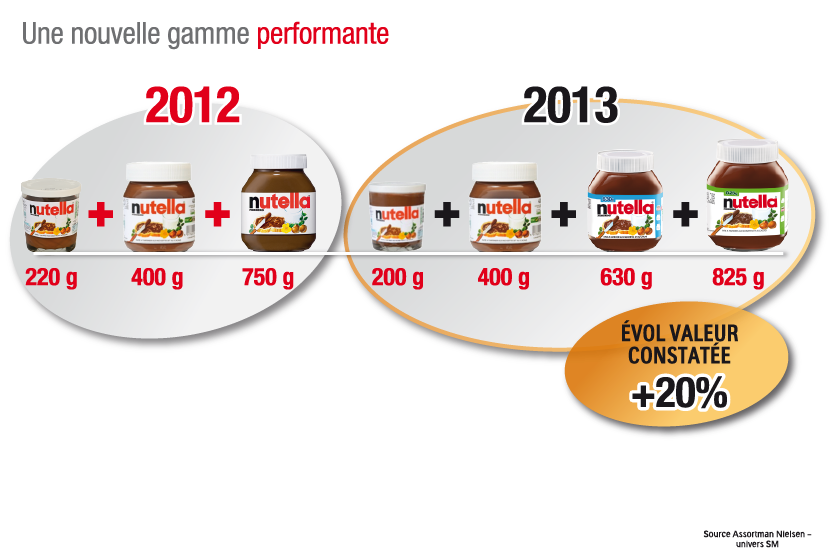 Une nouvelle gamme performante
2012
2013
nutella
nutella
nutella
nutella
nutella
nutella
nutella
220 g
400 g
750 g
200 g
400 g
630 g
825 g
ÉVOL VALEUR
CONSTATÉE
+20%
Source Assortman Nielsen –
univers SM